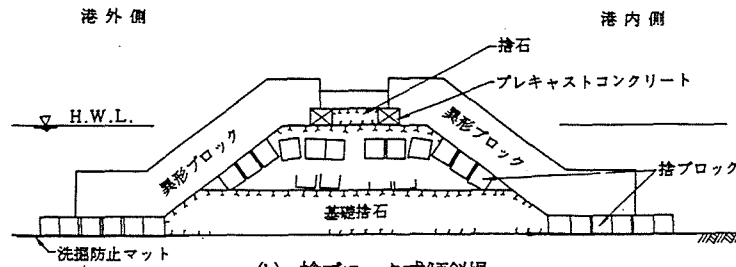 港外側
港内側
捨石
プレキャストコンクリート
H.W.L.
異形ブロック
異形ブロック
捨ブロック
基礎捨石
洗掘防止マット